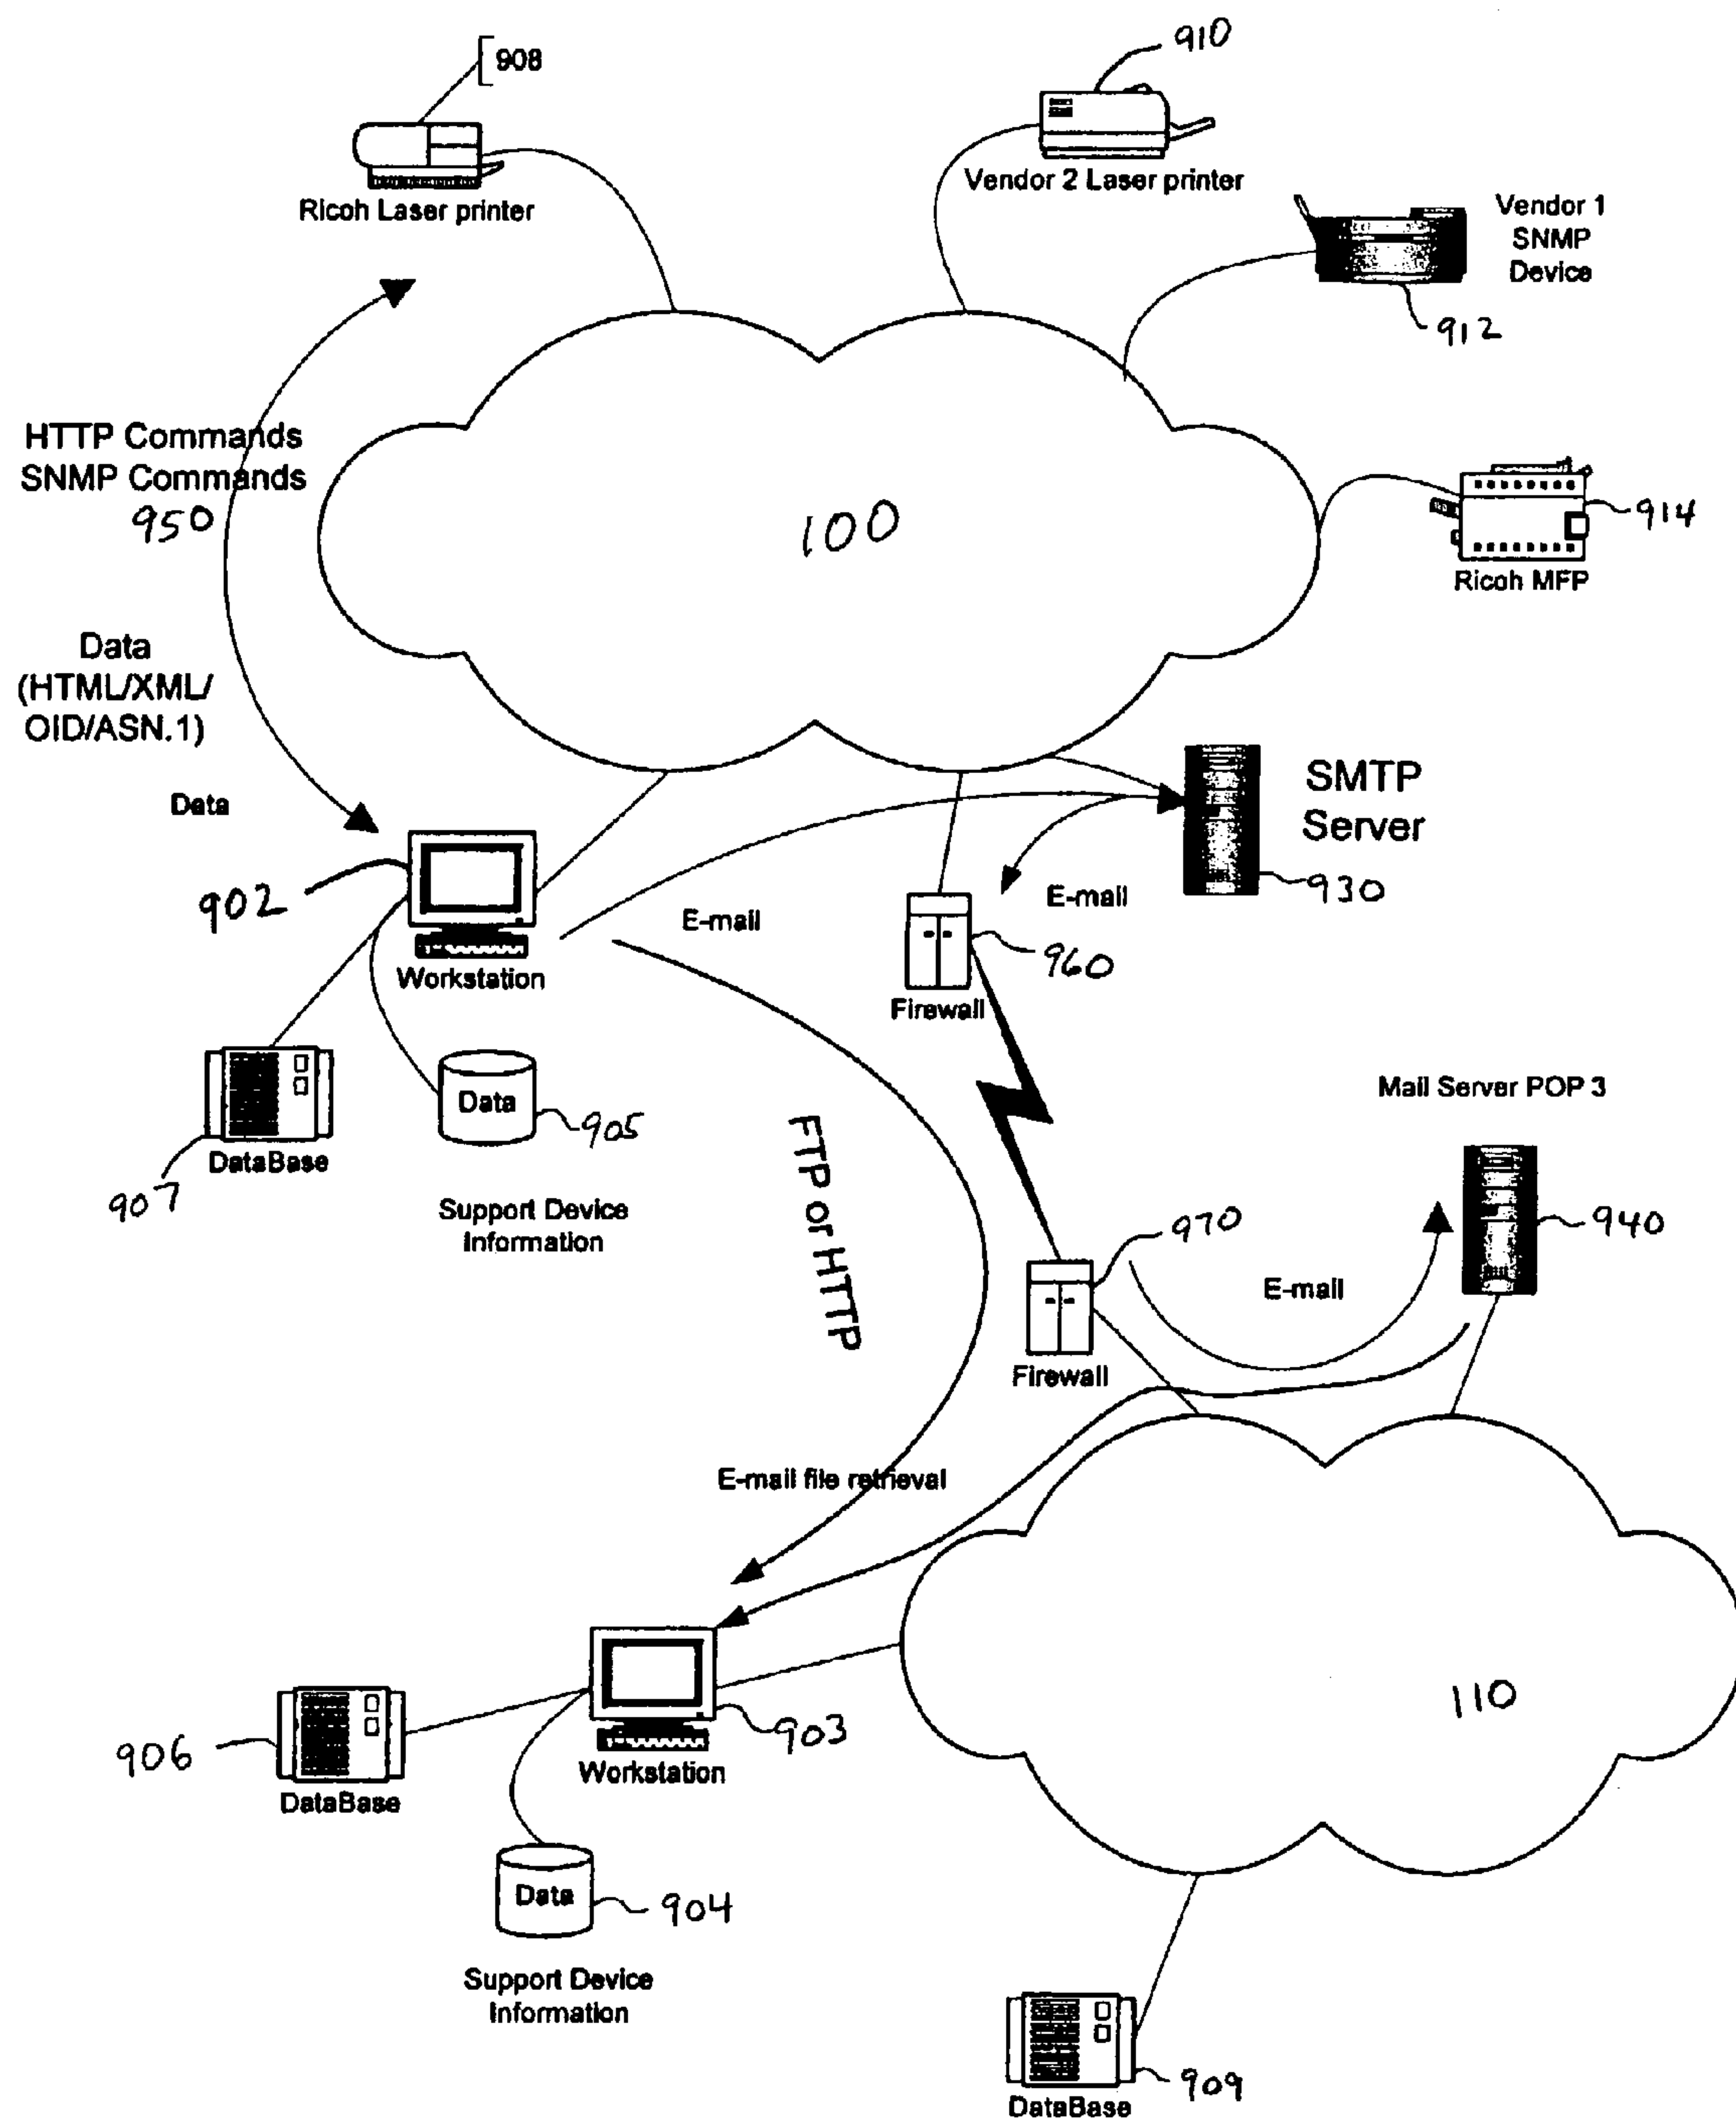 908
910
Ricoh Laser printer
Vendor 2 Laser printer
Vendor 1
SNMP
Device
912
HTTP Commands
SNMP Commands
950
100
914
Ricoh MFP
Data
(HTML/XML/
OID/ASN.1)
Data
SMTP
Server
930
902
E-mail
E-mail
960
Workstation
Firewall
Data
905
DataBase
907
Support Device
Information
FTP or HTTP
Mail Server POP 3
970
940
E-mail
Firewall
E-mail file retrieval
110
903
906
Workstation
DataBase
Data
904
Support Device
Information
909
DataBase